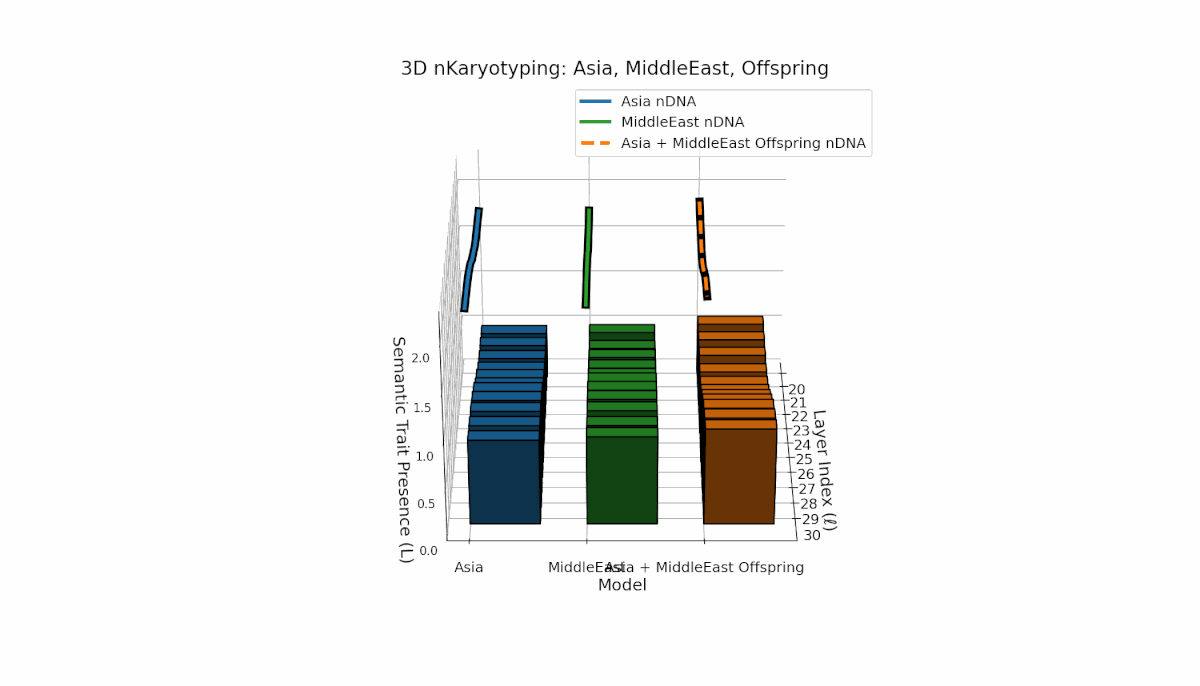 3D nKaryotyping: Asia, MiddleEast, Offspring
Asia nDNA
MiddleEast nDNA
Asia + MiddleEast Offspring nDNA
Semantic Trait Presence (L)
2.0
1.5
1.0
0.5
0.0
20
21
22
23
24
25
26
27
28
29
30
Layer Index (ℓ)
Asia
MiddleEast
Asia + MiddleEast Offspring
Model